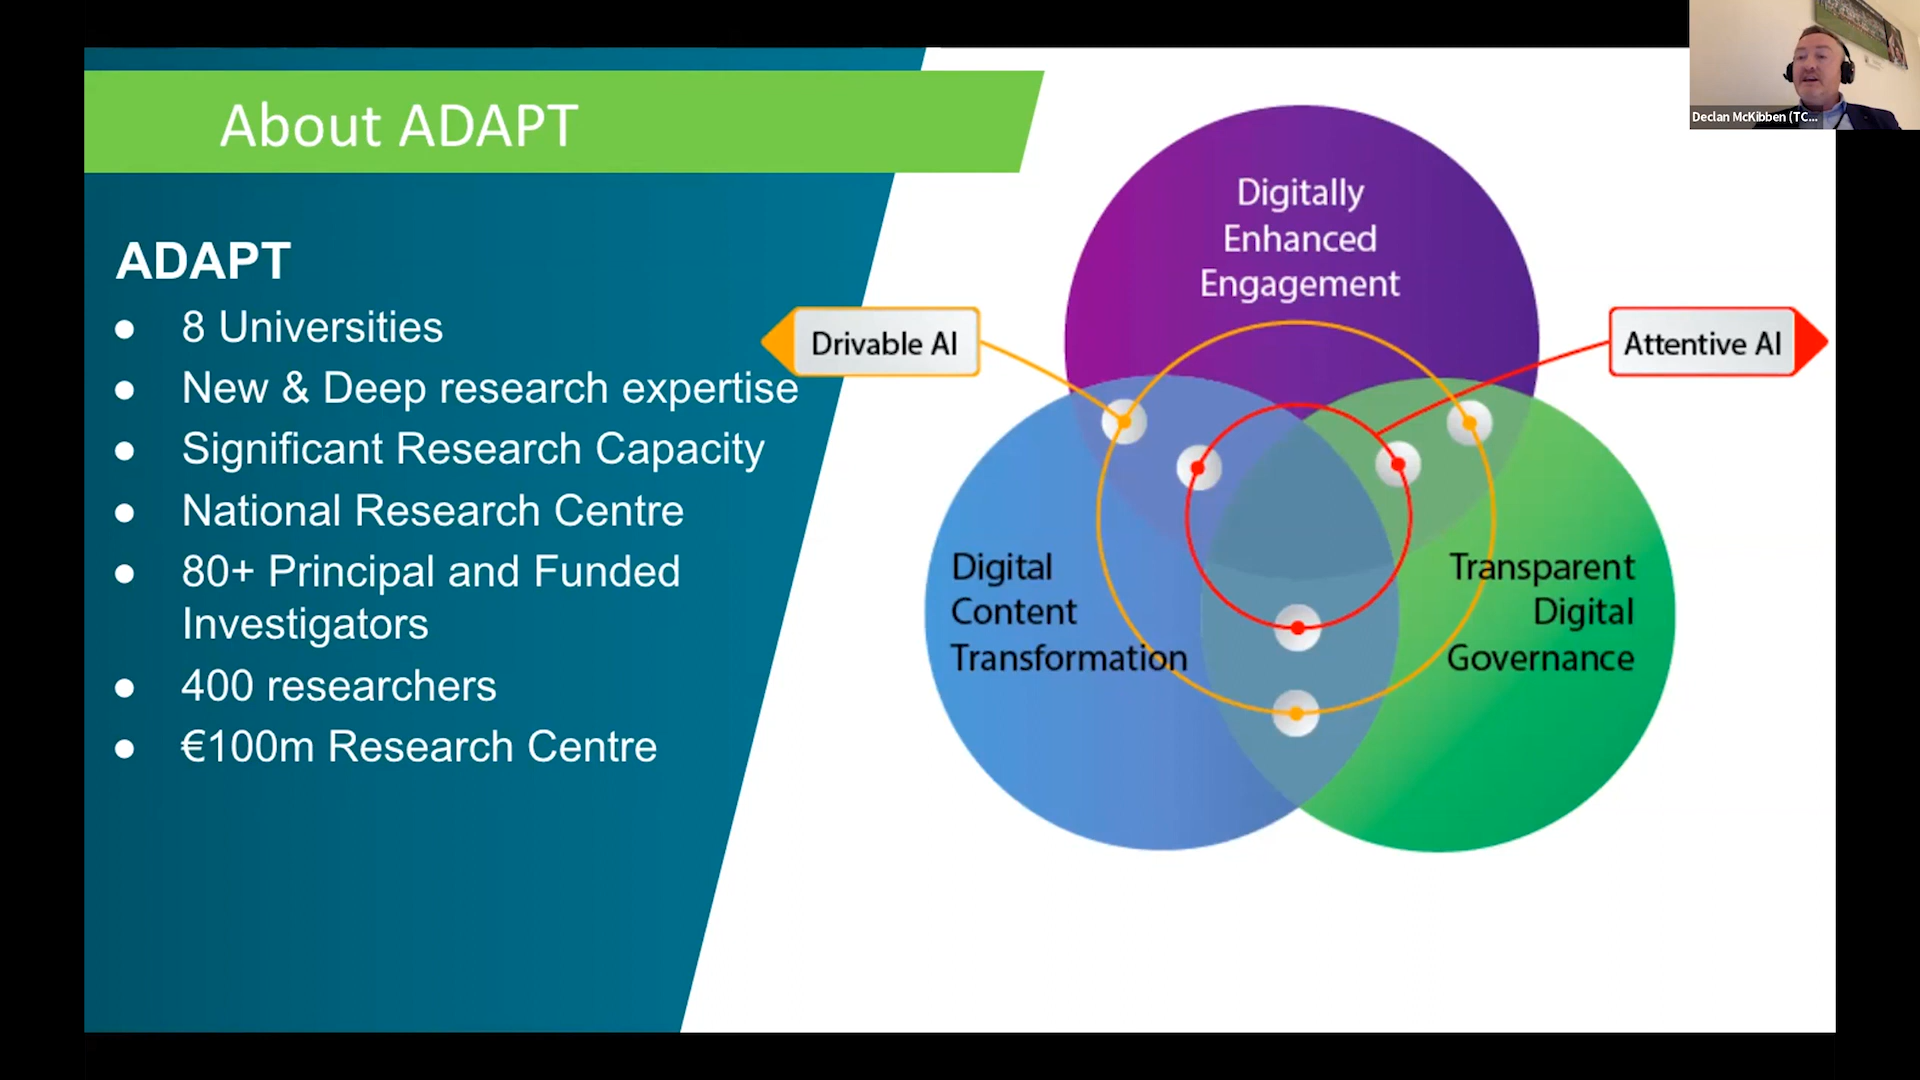 About ADAPT
ADAPT
● 8 Universities
● New & Deep research expertise
● Significant Research Capacity
● National Research Centre
● 80+ Principal and Funded
Investigators
● 400 researchers
● €100m Research Centre
Digitally
Enhanced
Engagement
Drivable AI
Attentive AI
Digital
Content
Transformation
Transparent
Digital
Governance
Declan McKibben (TC...